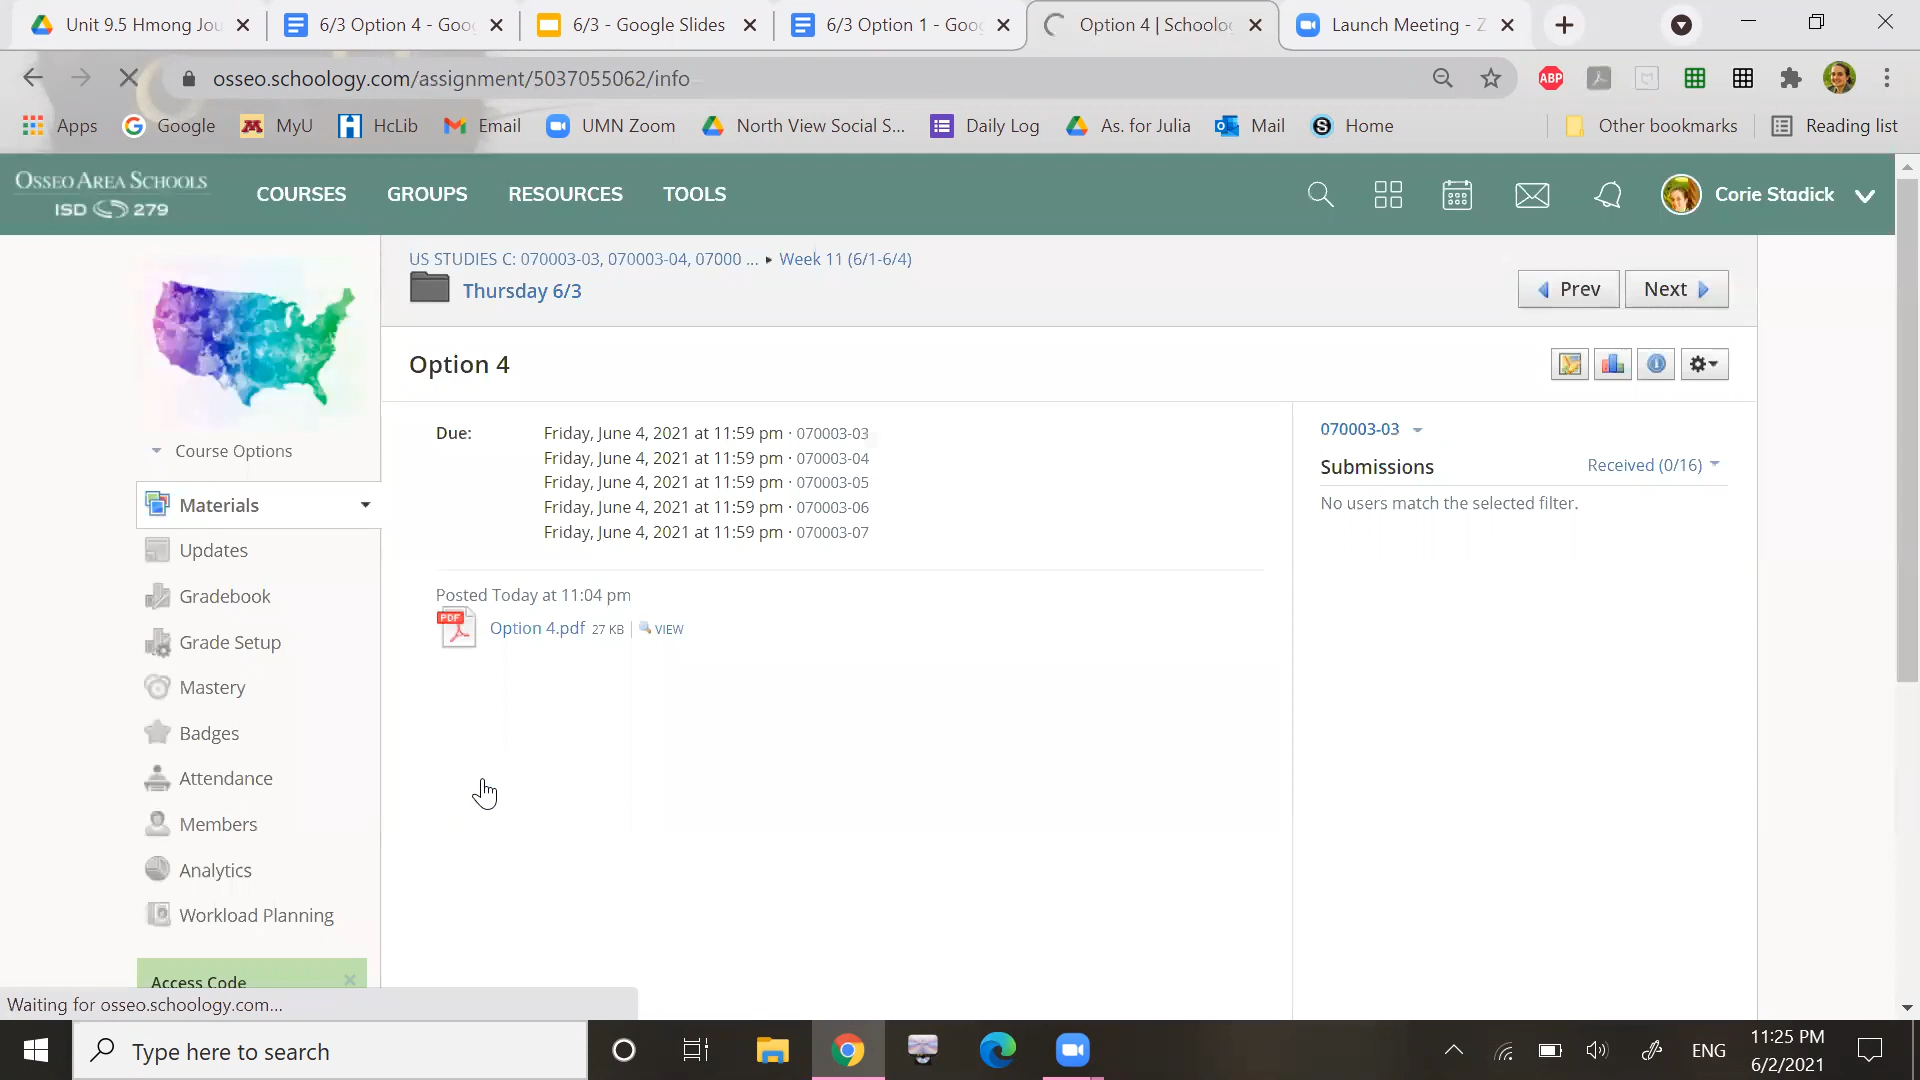 Unit 9.5 Hmong Jou
6/3 Option 4 - Goog
6/3 - Google Slides
6/3 Option 1 - Goog
Option 4 | Schoolog
Launch Meeting - Z
osseo.schoology.com/assignment/5037055062/info
ABP
Apps
Google
MyU
HcLib
Email
UMN Zoom
North View Social S...
Daily Log
As. for Julia
Mail
Home
Other bookmarks
Reading list
OSSEO AREA SCHOOLS
ISD 279
COURSES
GROUPS
RESOURCES
TOOLS
Corie Stadick
US STUDIES C: 070003-03, 070003-04, 07000 ... ▸ Week 11 (6/1-6/4)
Thursday 6/3
Prev
Next
Option 4
Course Options
Materials
Updates
Gradebook
Grade Setup
Mastery
Badges
Attendance
Members
Analytics
Workload Planning
Access Code
Due:
Friday, June 4, 2021 at 11:59 pm · 070003-03
Friday, June 4, 2021 at 11:59 pm · 070003-04
Friday, June 4, 2021 at 11:59 pm · 070003-05
Friday, June 4, 2021 at 11:59 pm · 070003-06
Friday, June 4, 2021 at 11:59 pm · 070003-07
Posted Today at 11:04 pm
PDF
Option 4.pdf 27 KB | VIEW
070003-03
Submissions
Received (0/16)
No users match the selected filter.
Waiting for osseo.schoology.com...
Type here to search
ENG
11:25 PM
6/2/2021